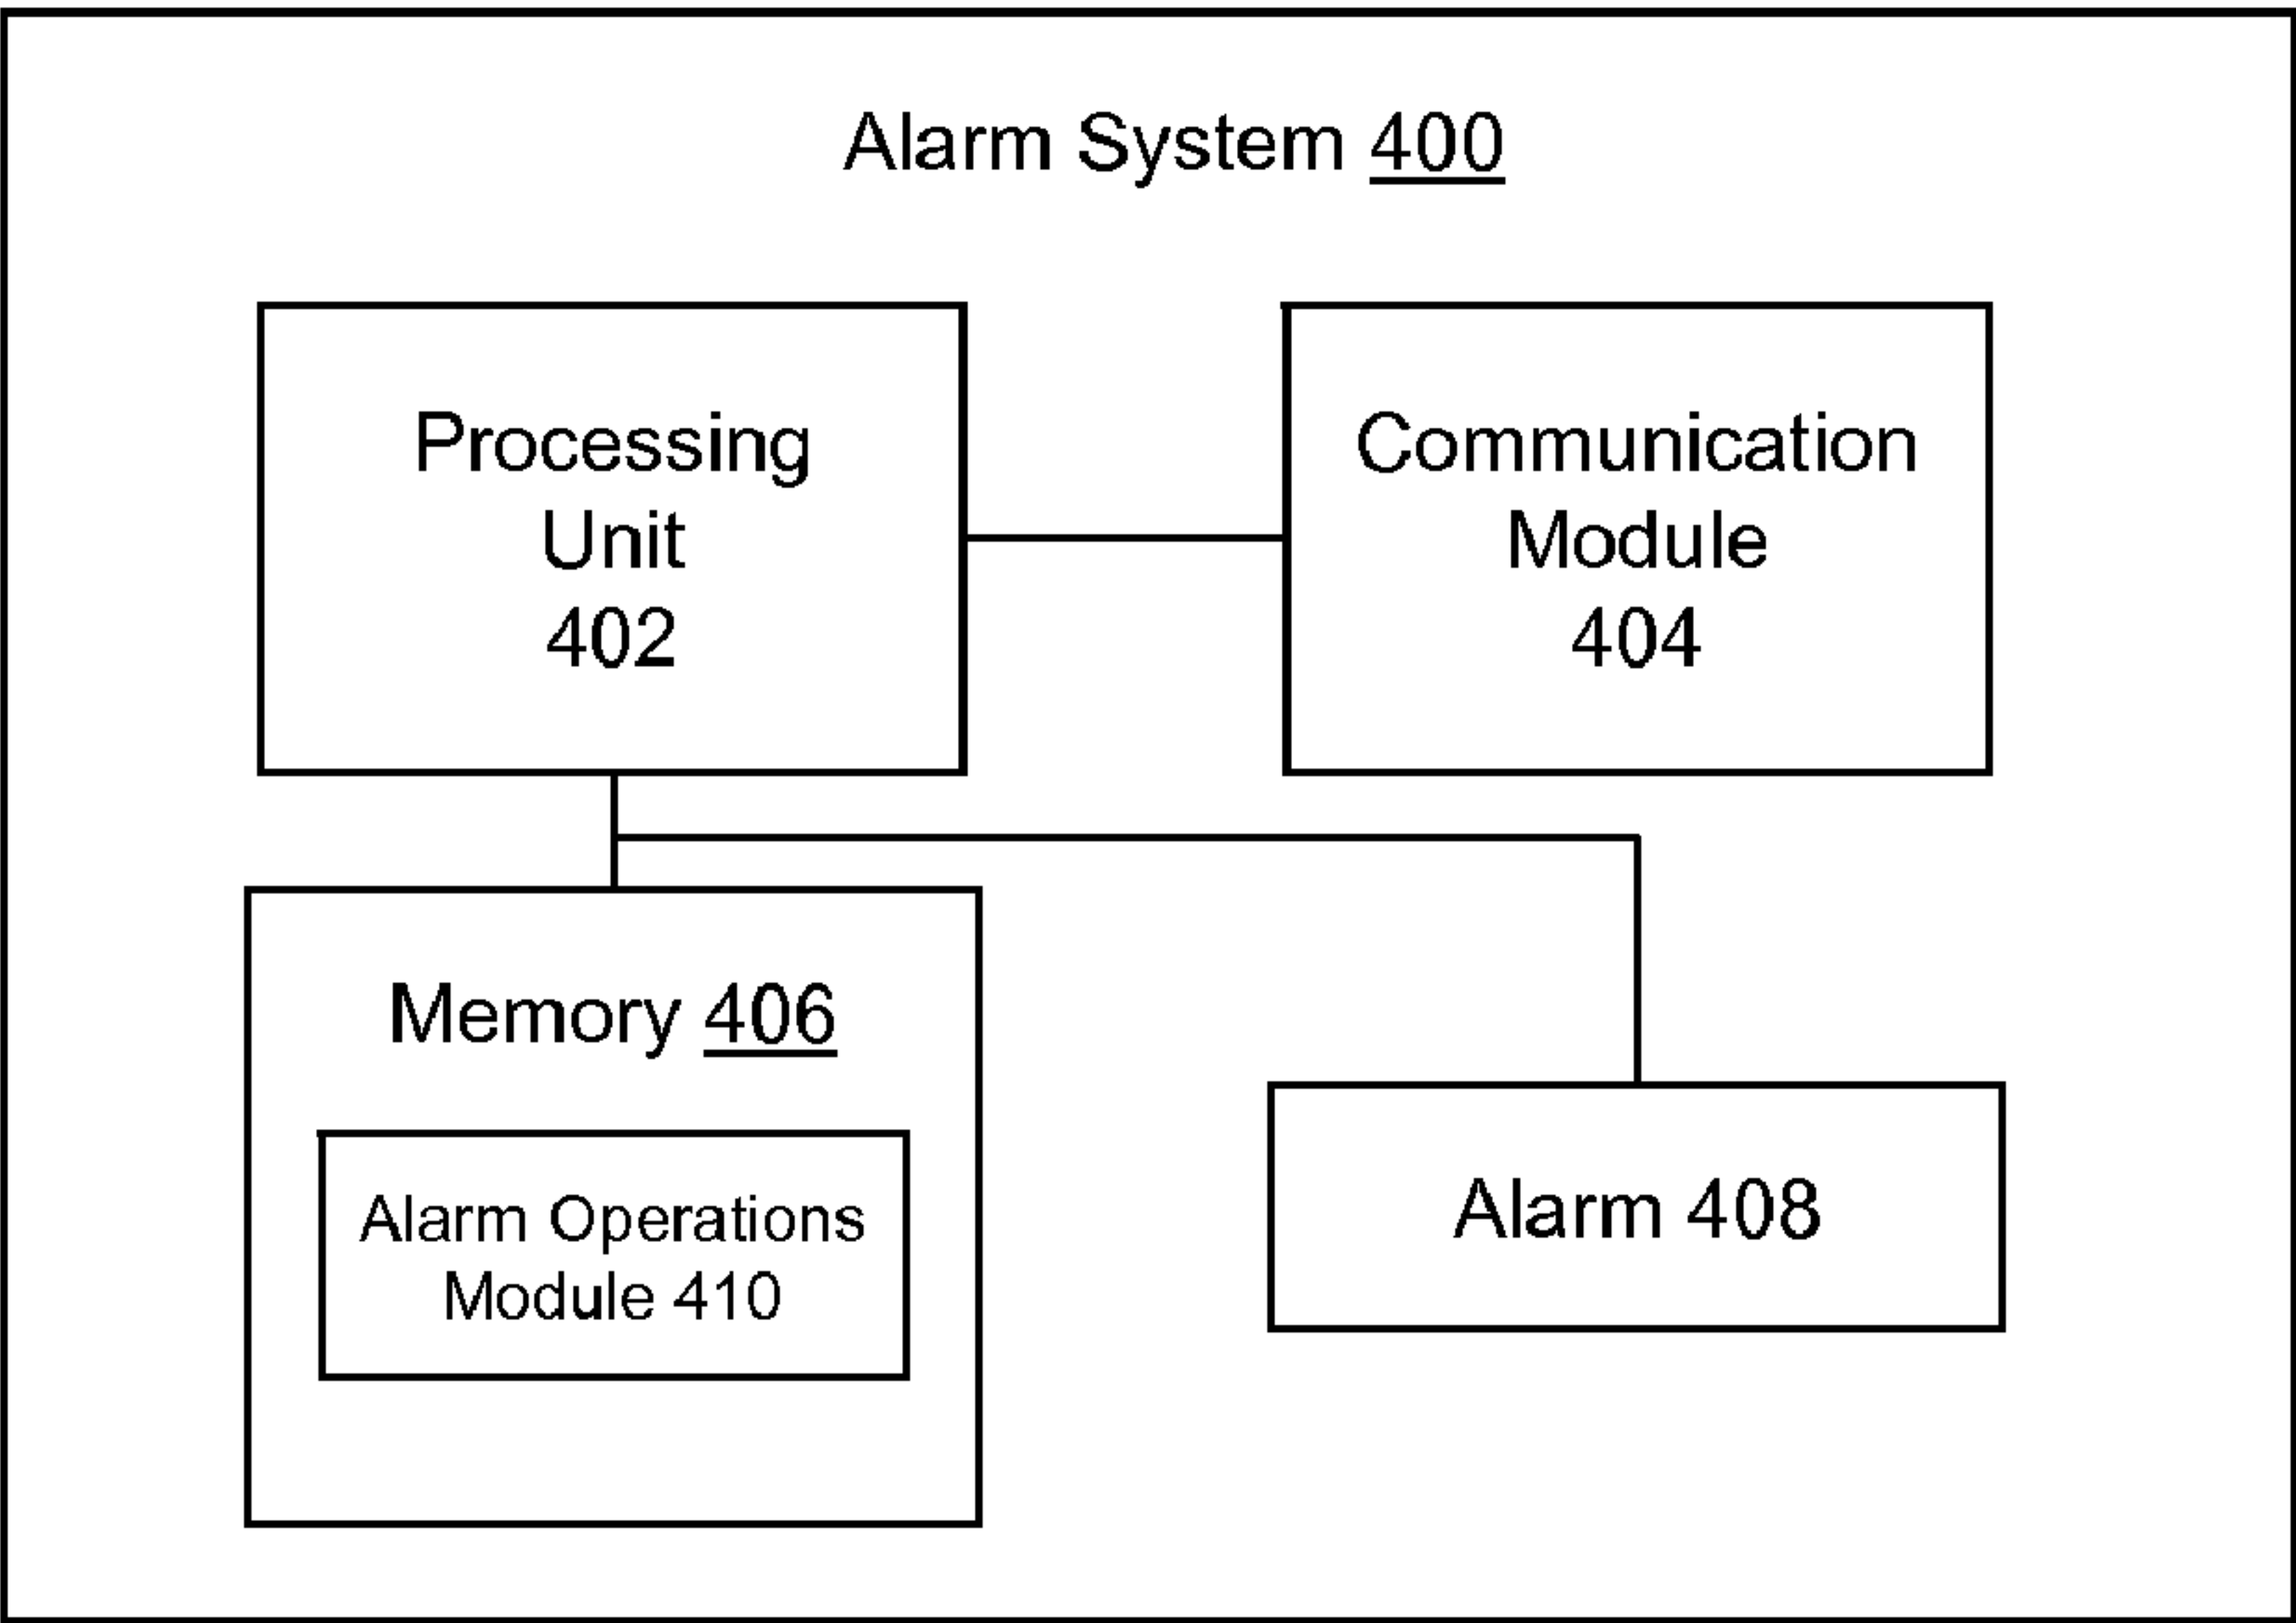 Alarm System 400
Processing
Unit
402
Communication
Module
404
Memory 406
Alarm Operations
Module 410
Alarm 408